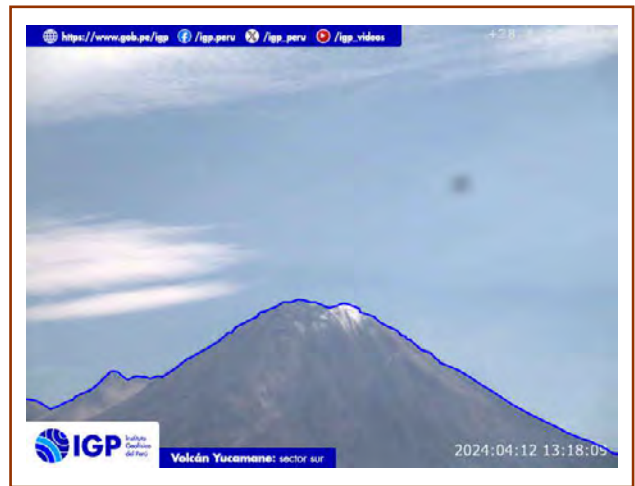 https://www.gob.pe/igp /igp.peru /igp_peru /igp_videos
IGP Instituto Geofísico del Perú
Volcán Yucamane: sector sur
2024:04:12 13:18:05